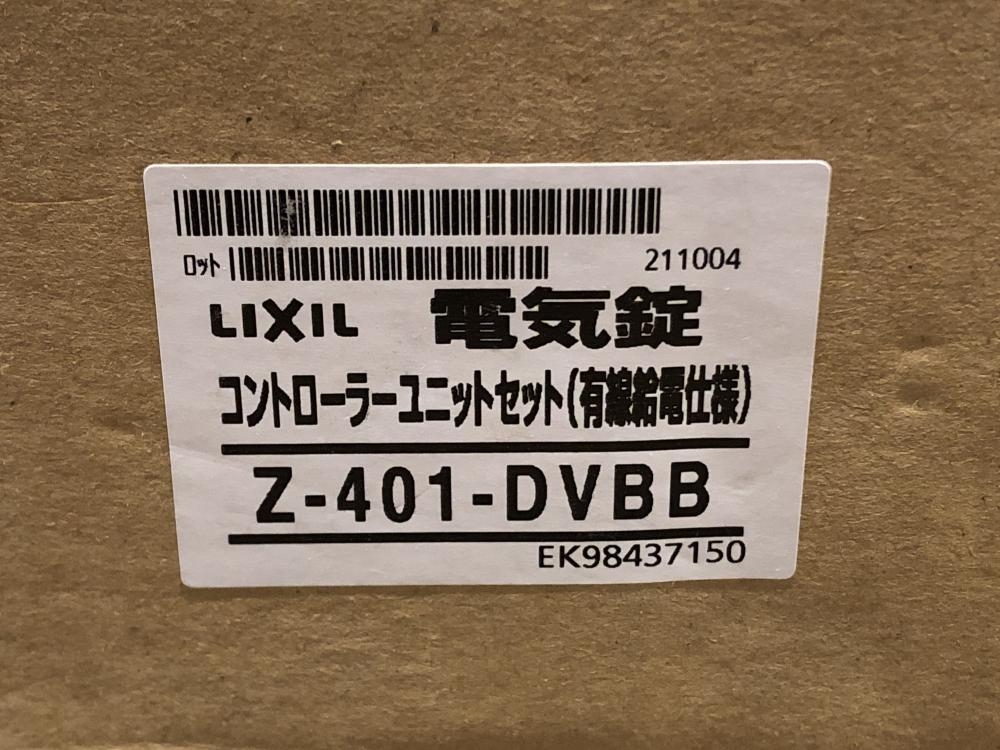 ロット 211004
LIXIL 電気錠
コントローラーユニットセット(有線給電仕様)
Z-401-DVBB
EK98437150